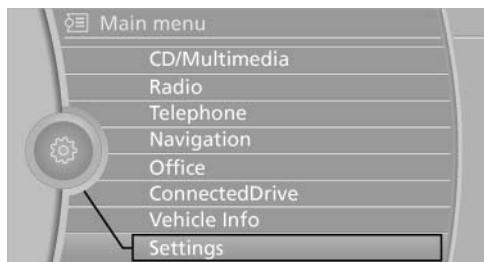 Main menu
CD/Multimedia
Radio
Telephone
Navigation
Office
ConnectedDrive
Vehicle Info
Settings